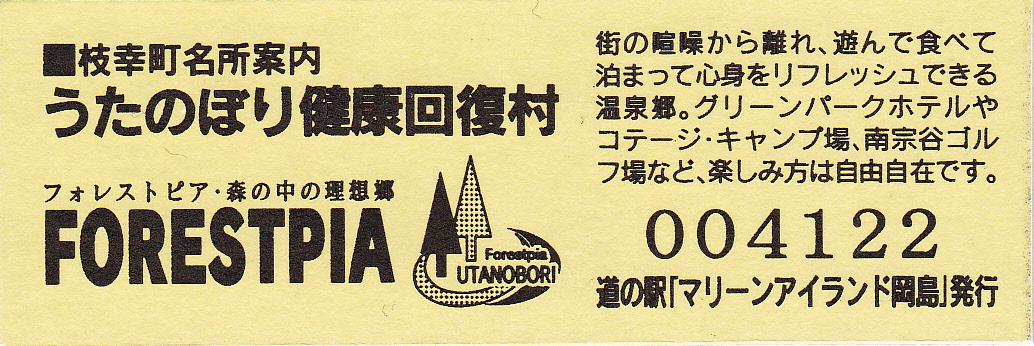 ■枝幸町名所案内
うたのぼり健康回復村
フォレストピア・森の中の理想郷
FORESTPIA
Forestpia
UTANOBORI
街の喧噪から離れ、遊んで食べて
泊まって心身をリフレッシュできる
温泉郷。グリーンパークホテルや
コテージ・キャンプ場、南宗谷ゴル
フ場など、楽しみ方は自由自在です。
004122
道の駅「マリーンアイランド岡島」発行